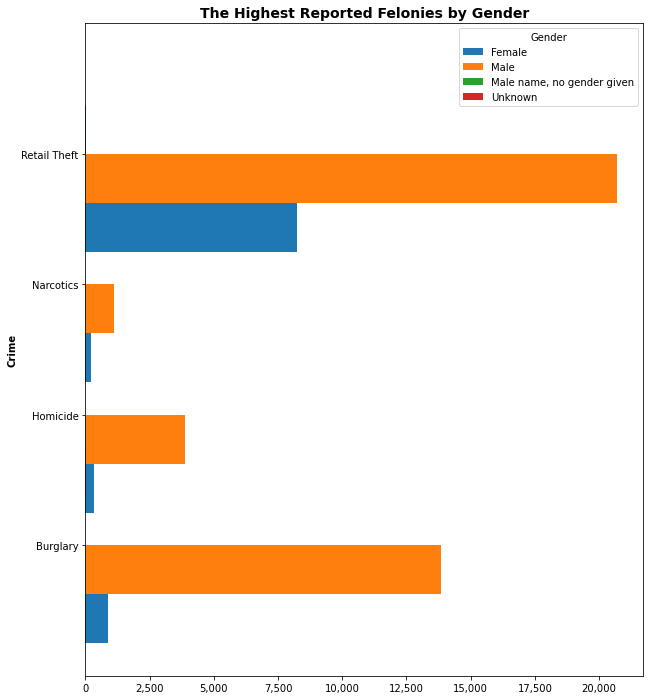 The Highest Reported Felonies by Gender
Gender
Female
Male
Male name, no gender given
Unknown
Retail Theft
Narcotics
Homicide
Burglary
Crime
0 2,500 5,000 7,500 10,000 12,500 15,000 17,500 20,000